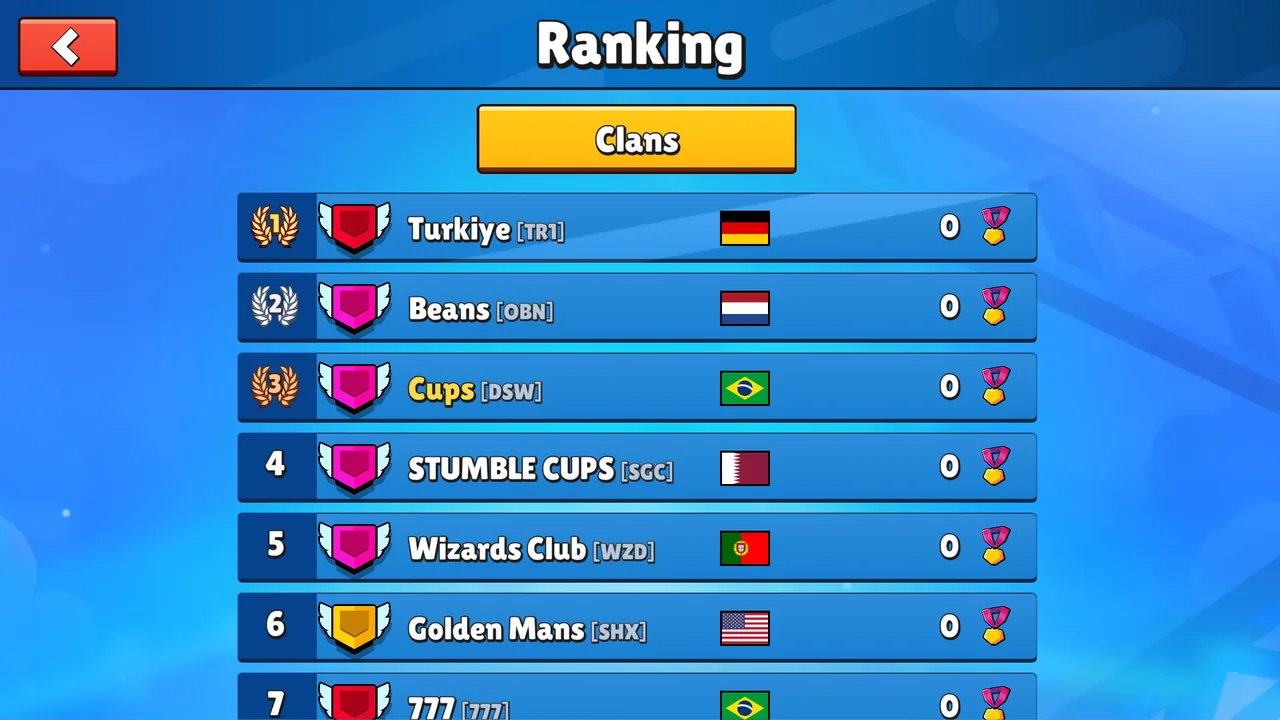 Ranking
Clans
1 Turkiye [TR1] 0
2 Beans [OBN] 0
3 Cups [DSW] 0
4 STUMBLE CUPS [SGC] 0
5 Wizards Club [WZD] 0
6 Golden Mans [SHX] 0
7 777 [777] 0